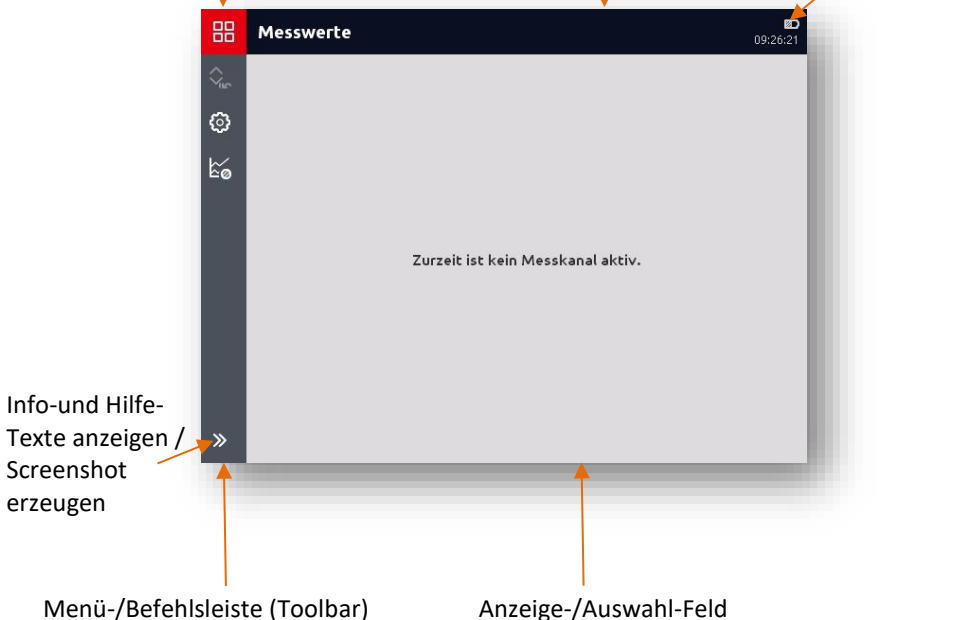 Messwerte
09:26:21
Zurzeit ist kein Messkanal aktiv.
Info-und Hilfe-
Texte anzeigen /
Screenshot
erzeugen
Menü-/Befehlsleiste (Toolbar)
Anzeige-/Auswahl-Feld